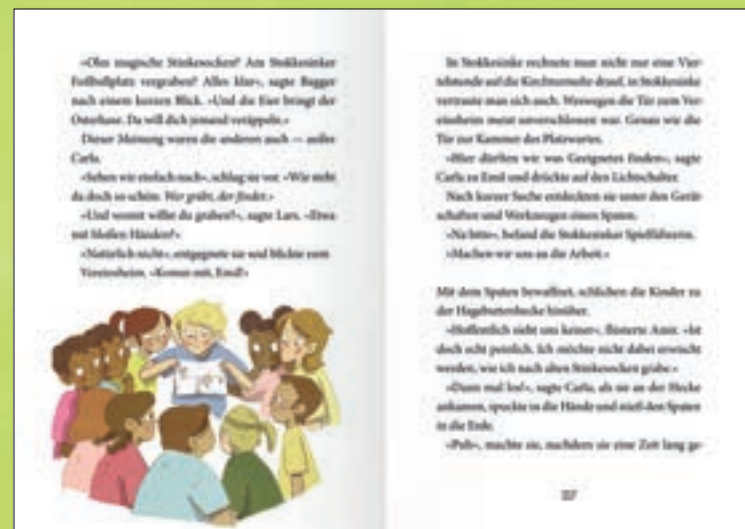 »Olos magische Stinkesocken? Am Stokkesinker
Fußballplatz vergraben? Alles klar«, sagte Bagger
nach einem kurzen Blick. »Und die Eier bringt der
Osterhase. Da will dich jemand veräppeln.«
Dieser Meinung waren die anderen auch — außer
Carla.
»Sehen wir einfach nach«, schlug sie vor. »Wie steht
da doch so schön: Wer gräbt, der findet.«
»Und womit willst du graben?«, sagte Lars. »Etwa
mit bloßen Händen?«
»Natürlich nicht«, entgegnete sie und blickte zum
Vereinsheim. »Komm mit, Emil!«
In Stokkesinke rechnete man nicht nur eine Vier-
telstunde auf die Kirchturmuhr drauf, in Stokkesinke
vertraute man sich auch. Weswegen die Tür zum Ver-
einsheim meist unverschlossen war. Genau wie die
Tür zur Kammer des Platzwartes.
»Hier dürften wir was Geeignetes finden«, sagte
Carla zu Emil und drückte auf den Lichtschalter.
Nach kurzer Suche entdeckten sie unter den Gerät-
schaften und Werkzeugen einen Spaten.
»Na bitte«, befand die Stokkesinker Spielführerin.
»Machen wir uns an die Arbeit.«
Mit dem Spaten bewaffnet, schlichen die Kinder zu
der Hagebuttenhecke hinüber.
»Hoffentlich sieht uns keiner«, flüsterte Amir. »Ist
doch echt peinlich. Ich möchte nicht dabei erwischt
werden, wie ich nach alten Stinkesocken grabe.«
»Dann mal los!«, sagte Carla, als sie an der Hecke
ankamen, spuckte in die Hände und stieß den Spaten
in die Erde.
»Puh«, machte sie, nachdem sie eine Zeit lang ge-